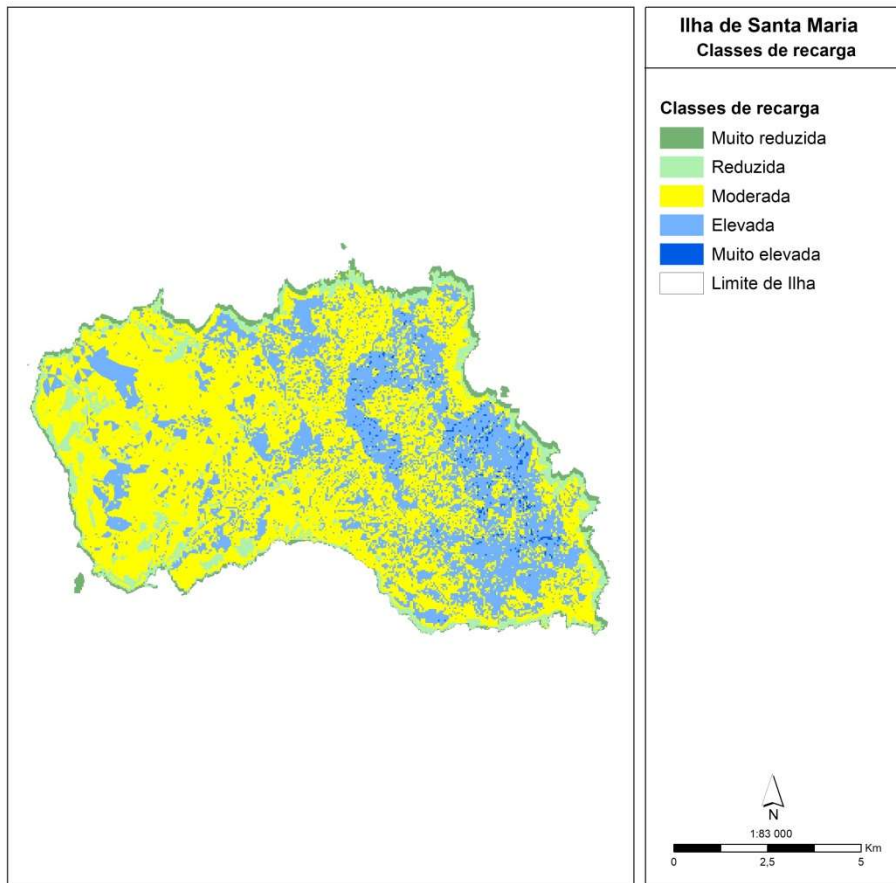 Ilha de Santa Maria
Classes de recarga
Classes de recarga
Muito reduzida
Reduzida
Moderada
Elevada
Muito elevada
Limite de Ilha
N
1:83 000
Km
0 2,5 5